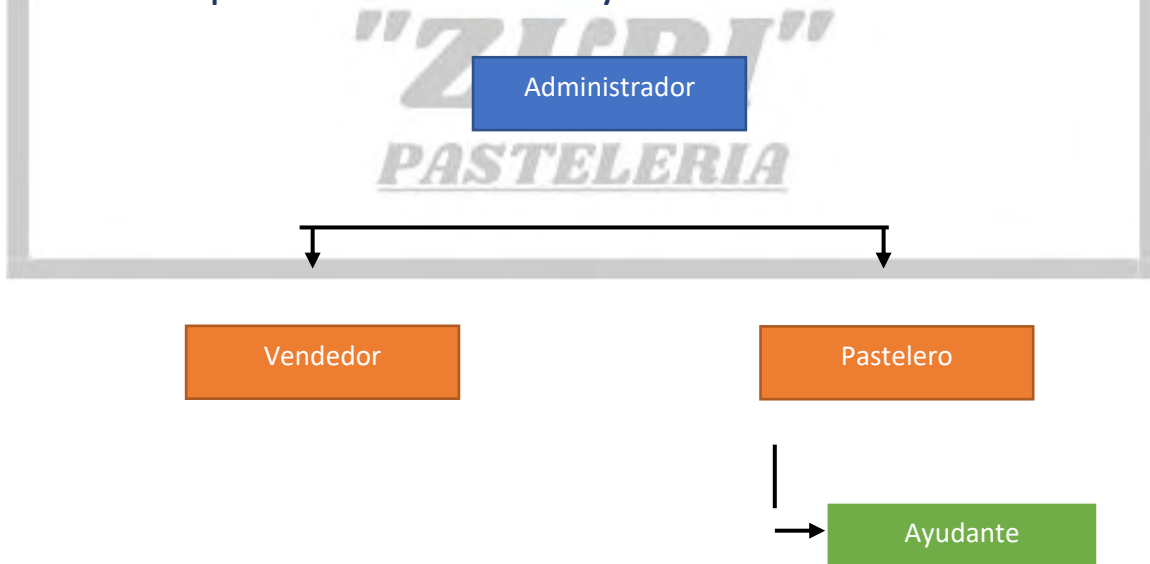 Administrador
PASTELERIA
Vendedor
Pastelero
Ayudante